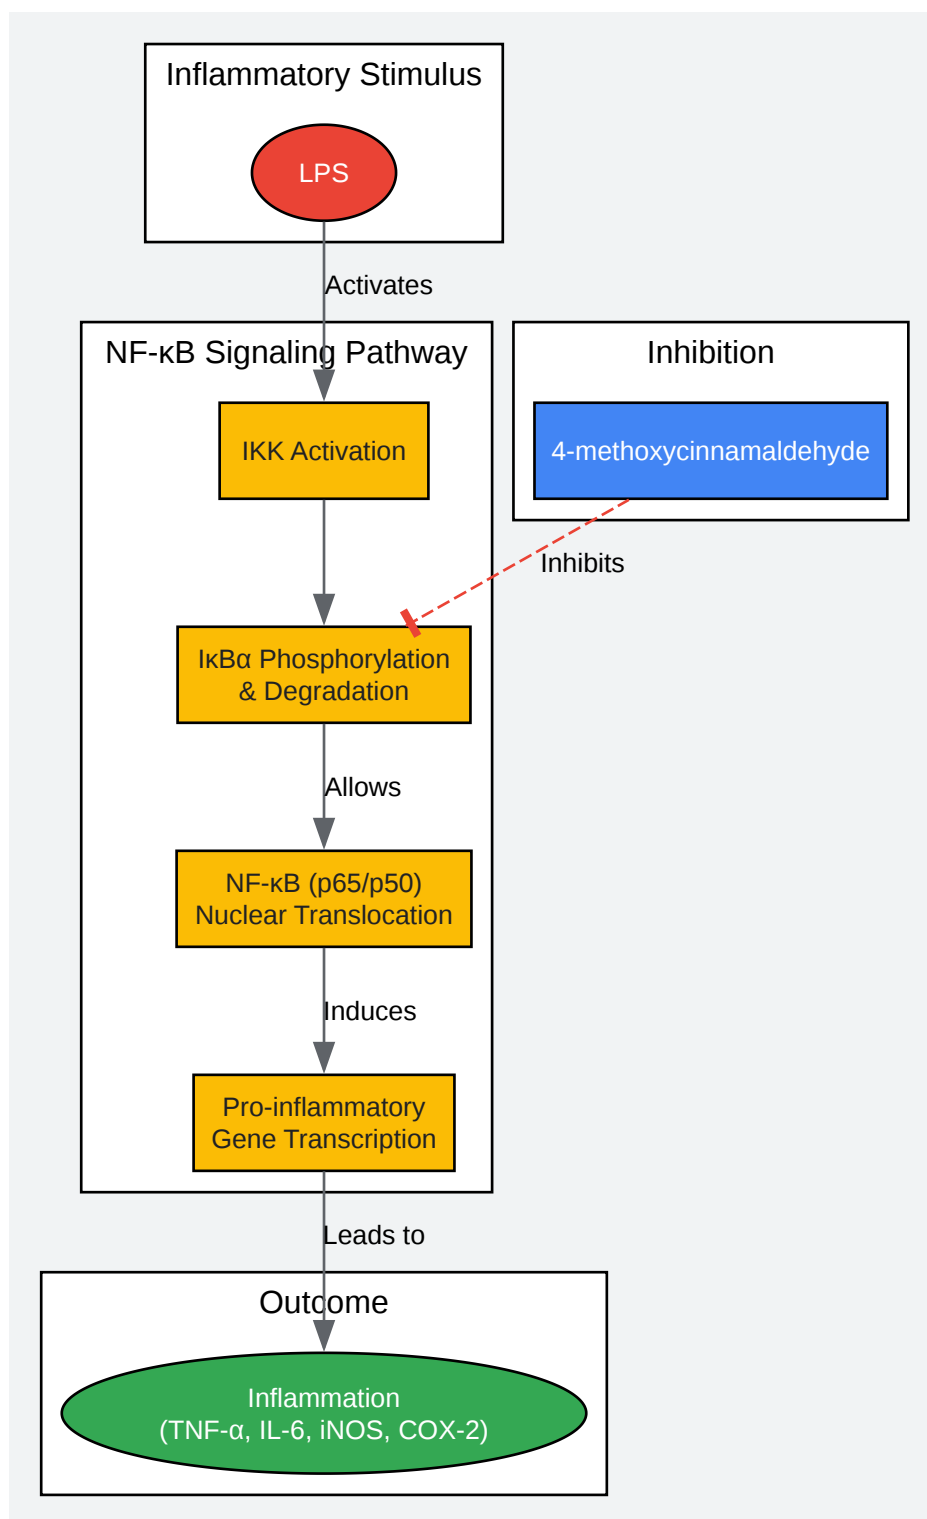 Inflammatory Stimulus
LPS
Activates
NF-κB Signaling Pathway
IKK Activation
Inhibition
4-methoxycinnamaldehyde
Inhibits
IκBα Phosphorylation
& Degradation
Allows
NF-κB (p65/p50)
Nuclear Translocation
Induces
Pro-inflammatory
Gene Transcription
Leads to
Outcome
Inflammation
(TNF-α, IL-6, iNOS, COX-2)